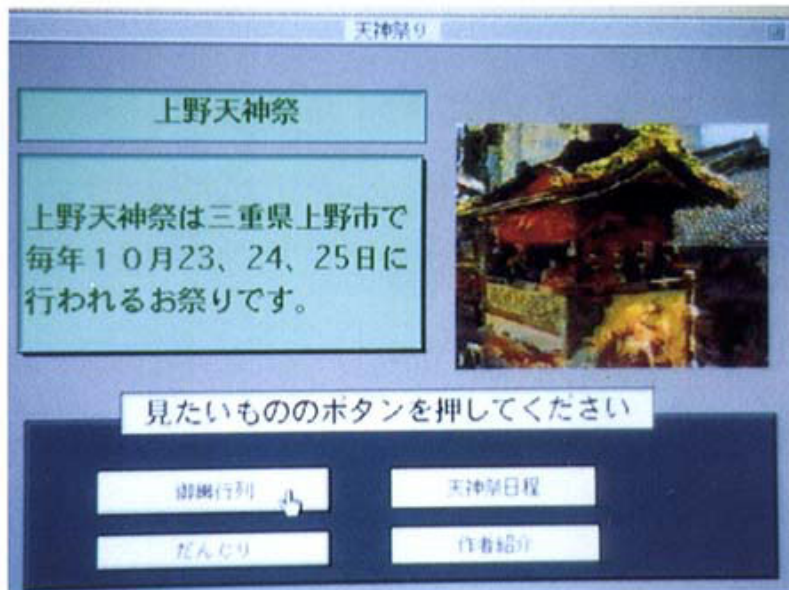 天神祭り
上野天神祭
上野天神祭は三重県上野市で
毎年１０月23、24、25日に
行われるお祭りです。
見たいもののボタンを押してください
行列
天神祭日程
だんじり
作者紹介